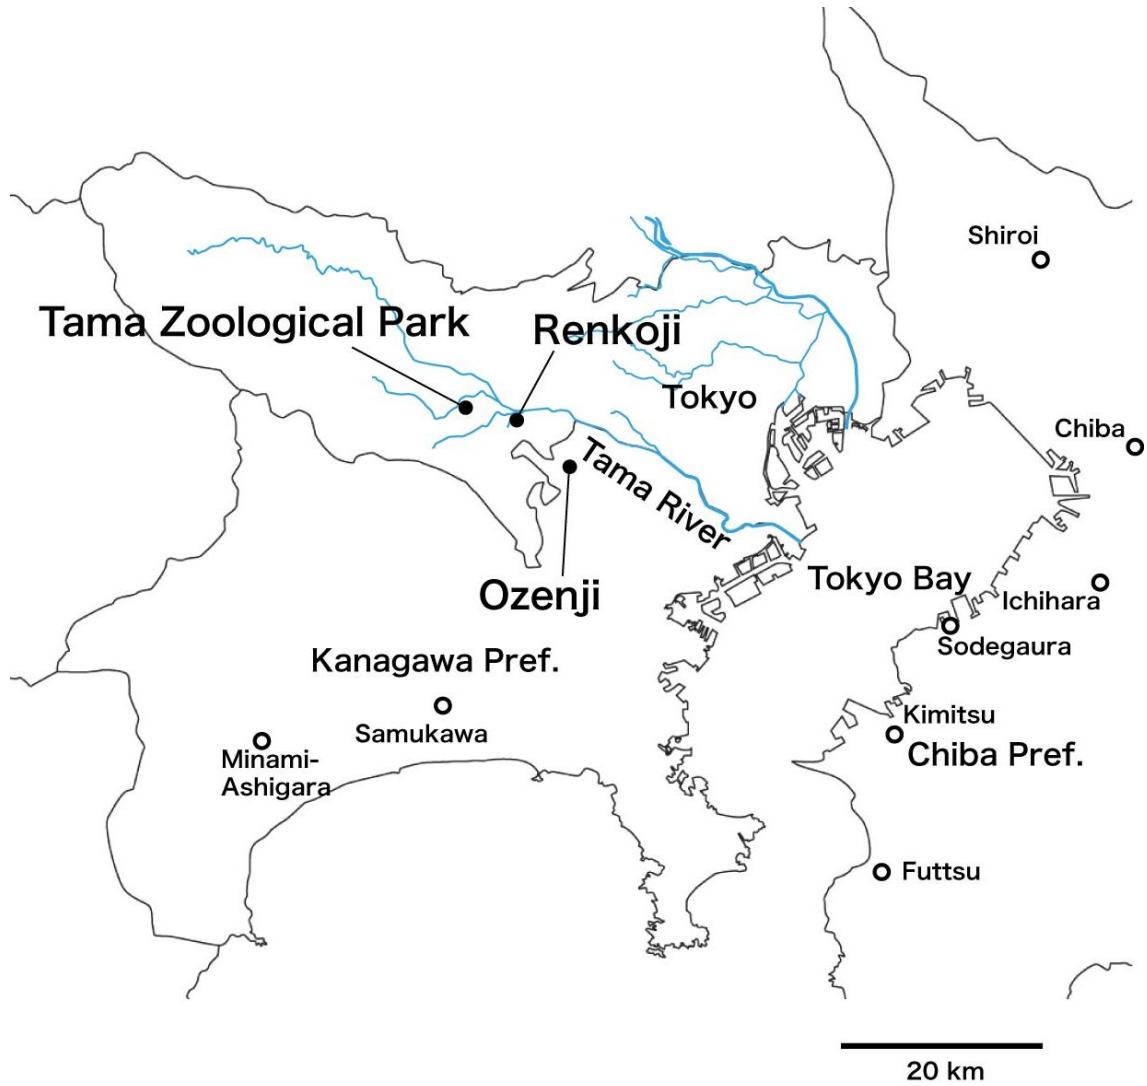 Shiroi
Tama Zoological Park
Renkoji
Tokyo
Chiba
Tama River
Tokyo Bay
Ozenji
Ichihara
Sodegaura
Kanagawa Pref.
Kimitsu
Samukawa
Chiba Pref.
Minami-
Ashigara
Futtsu
20 km